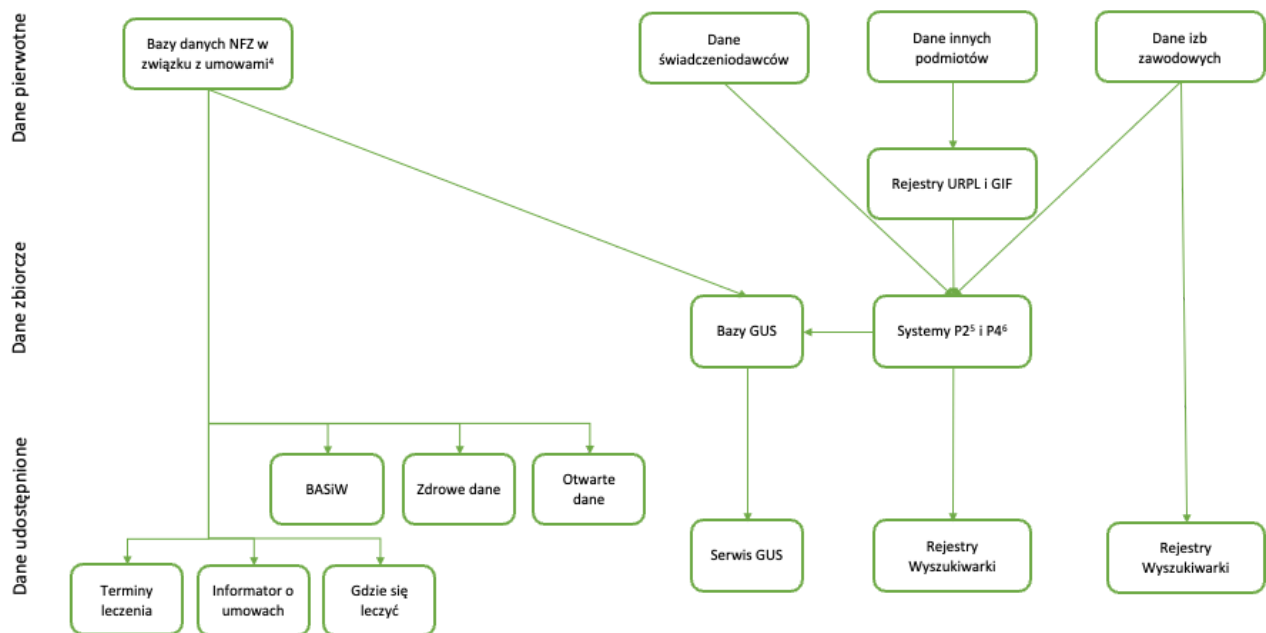 Dane pierwotne
Bazy danych NFZ w
związku z umowami⁴
Dane
świadczeniodawców
Dane innych
podmiotów
Dane izb
zawodowych
Rejestry URPL i GIF
Dane zbiorcze
Bazy GUS
Systemy P2⁵ i P4⁶
Dane udostępnione
BASiW
Zdrowe dane
Otwarte
dane
Serwis GUS
Rejestry
Wyszukiwarki
Rejestry
Wyszukiwarki
Terminy
leczenia
Informator o
umowach
Gdzie się
leczyć